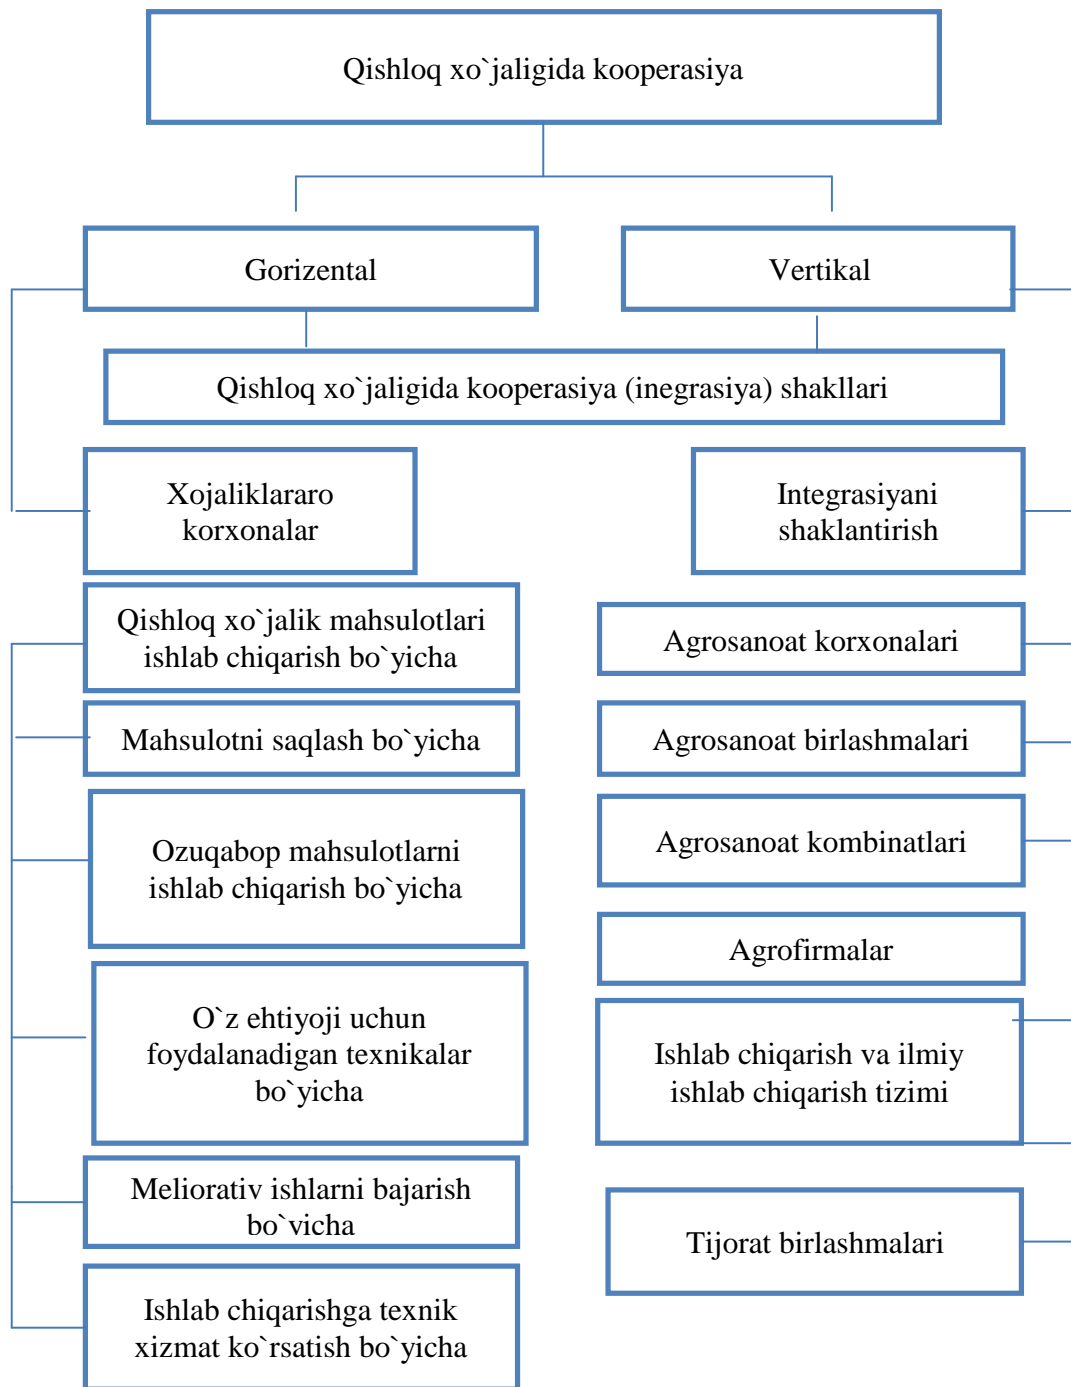 Qishloq xo`jaligida kooperasiya
Gorizental
Vertikal
Qishloq xo`jaligida kooperasiya (inegrasiya) shakllari
Xojaliklararo
korxonalar
Integrasiyani
shaklantirish
Qishloq xo`jalik mahsulotlari
ishlab chiqarish bo`yicha
Agrosanoat korxonalari
Mahsulotni saqlash bo`yicha
Agrosanoat birlashmalari
Ozuqabop mahsulotlarni
ishlab chiqarish bo`yicha
Agrosanoat kombinatlari
Agrofirmalar
O`z ehtiyoji uchun
foydalanadigan texnikalar
bo`yicha
Ishlab chiqarish va ilmiy
ishlab chiqarish tizimi
Meliorativ ishlarni bajarish
bo`vicha
Tijorat birlashmalari
Ishlab chiqarishga texnik
xizmat ko`rsatish bo`yicha